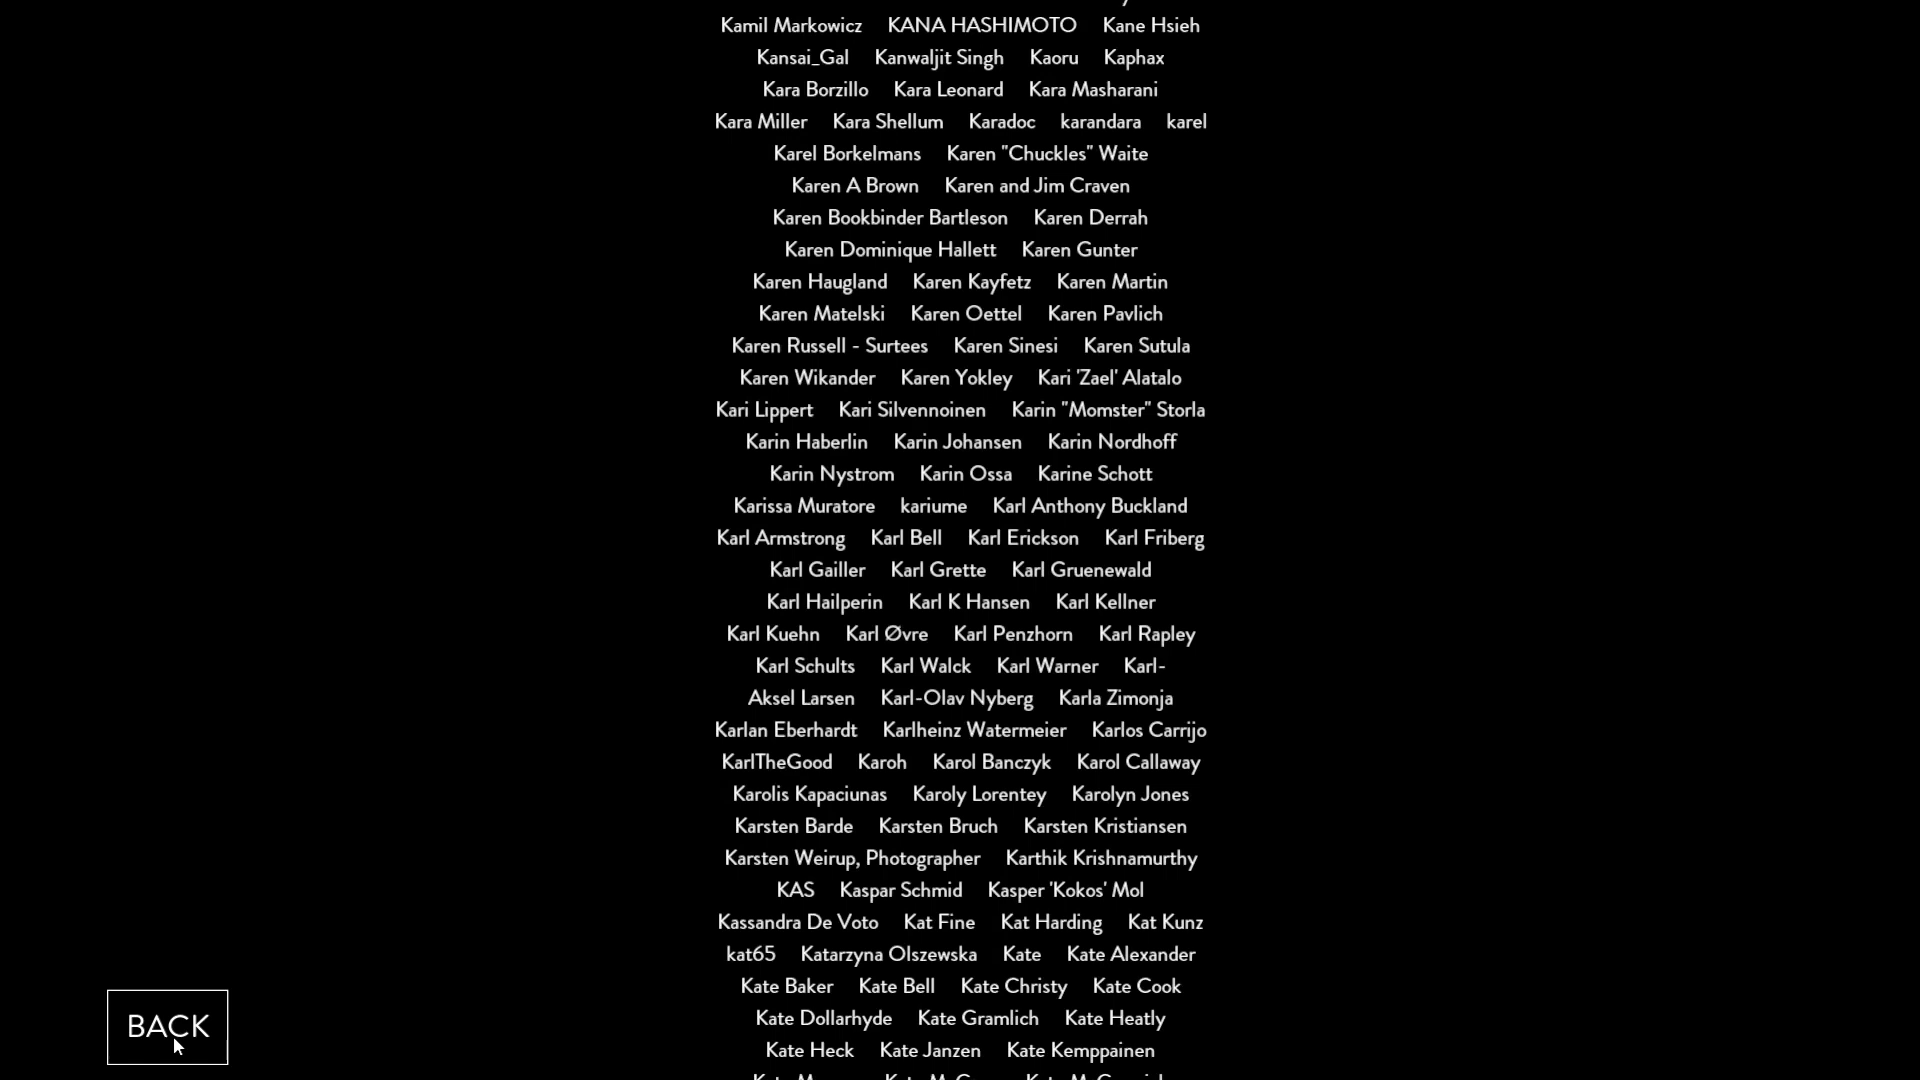 Kamil Markowicz KANA HASHIMOTO Kane Hsieh
Kansai_Gal Kanwaljit Singh Kaoru Kaphax
Kara Borzillo Kara Leonard Kara Masharani
Kara Miller Kara Shellum Karadoc karandara karel
Karel Borkelmans Karen "Chuckles" Waite
Karen A Brown Karen and Jim Craven
Karen Bookbinder Bartleson Karen Derrah
Karen Dominique Hallett Karen Gunter
Karen Haugland Karen Kayfetz Karen Martin
Karen Matelski Karen Oettel Karen Pavlich
Karen Russell - Surtees Karen Sinesi Karen Sutula
Karen Wikander Karen Yokley Kari 'Zael' Alatalo
Kari Lippert Kari Silvennoinen Karin "Momster" Storla
Karin Haberlin Karin Johansen Karin Nordhoff
Karin Nystrom Karin Ossa Karine Schott
Karissa Muratore kariume Karl Anthony Buckland
Karl Armstrong Karl Bell Karl Erickson Karl Friberg
Karl Gailler Karl Grette Karl Gruenewald
Karl Hailperin Karl K Hansen Karl Kellner
Karl Kuehn Karl Øvre Karl Penzhorn Karl Rapley
Karl Schults Karl Walck Karl Warner Karl-
Aksel Larsen Karl-Olav Nyberg Karla Zimonja
Karlan Eberhardt Karlheinz Watermeier Karlos Carrijo
KarlTheGood Karoh Karol Banczyk Karol Callaway
Karolis Kapaciunas Karoly Lorentey Karolyn Jones
Karsten Barde Karsten Bruch Karsten Kristiansen
Karsten Weirup, Photographer Karthik Krishnamurthy
KAS Kaspar Schmid Kasper 'Kokos' Mol
Kassandra De Voto Kat Fine Kat Harding Kat Kunz
kat65 Katarzyna Olszewska Kate Kate Alexander
Kate Baker Kate Bell Kate Christy Kate Cook
Kate Dollarhyde Kate Gramlich Kate Heatly
Kate Heck Kate Janzen Kate Kemppainen
BACK